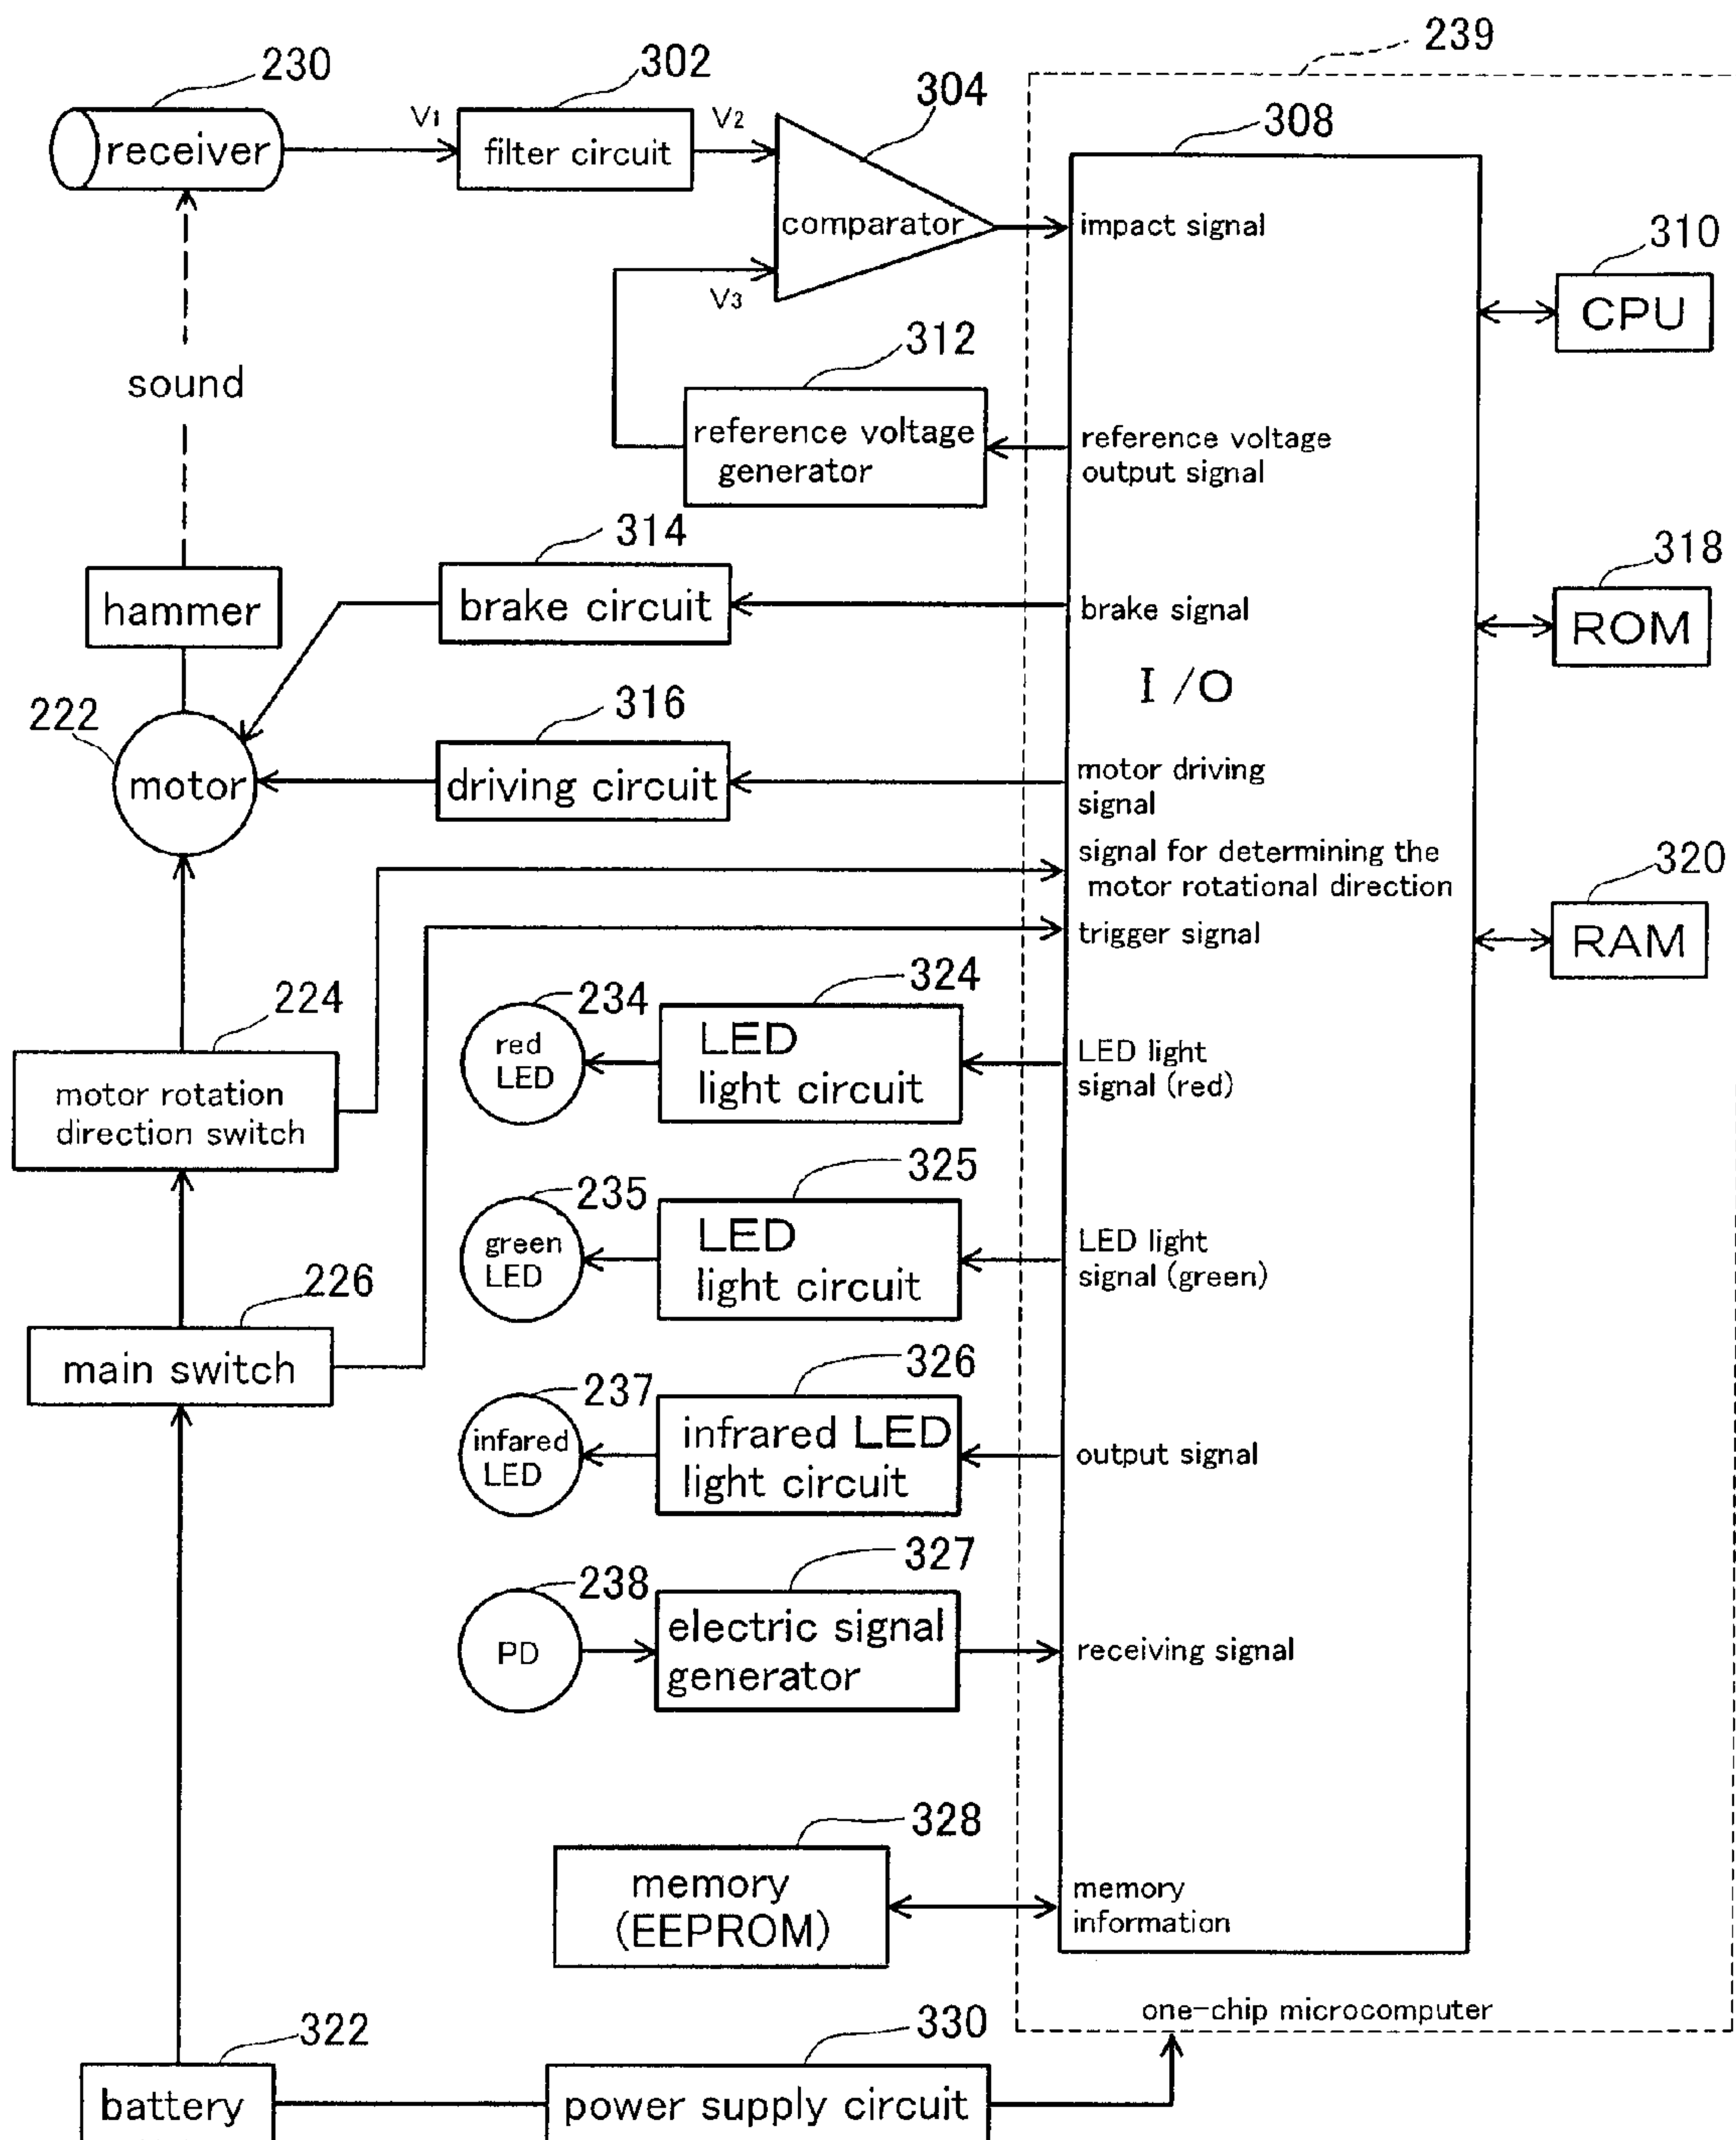 239
230
302
304
308
receiver
V1
filter circuit
V2
comparator
impact signal
310
CPU
V3
312
sound
reference voltage
generator
reference voltage
output signal
314
318
hammer
brake circuit
brake signal
ROM
I/O
316
222
motor
driving circuit
motor driving
signal
signal for determining the
motor rotational direction
320
trigger signal
RAM
224
234
324
red
LED
LED
light circuit
LED light
signal (red)
motor rotation
direction switch
235
325
green
LED
LED
light circuit
LED light
signal (green)
226
main switch
237
326
infared
LED
infrared LED
light circuit
output signal
238
327
PD
electric signal
generator
receiving signal
328
memory
(EEPROM)
memory
information
one-chip microcomputer
322
330
battery
power supply circuit